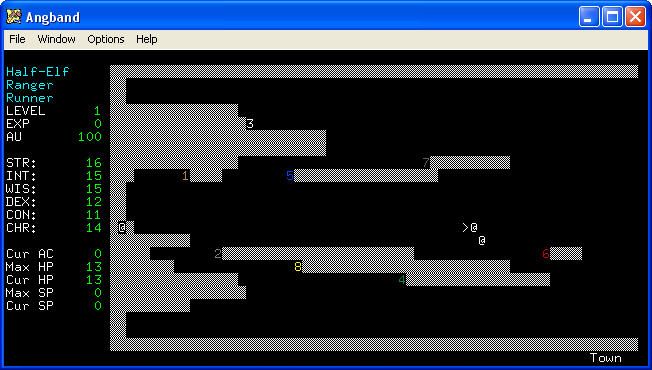 Angband
File Window Options Help
Half-Elf
Ranger
Runner
LEVEL 1
EXP 0 3
AU 100
STR: 16 7
INT: 15 1 5
WIS: 15
DEX: 12
CON: 11
CHR: 14 @ >@
@
Cur AC 0 2 6
Max HP 13 8
Cur HP 13 4
Max SP 0
Cur SP 0
Town